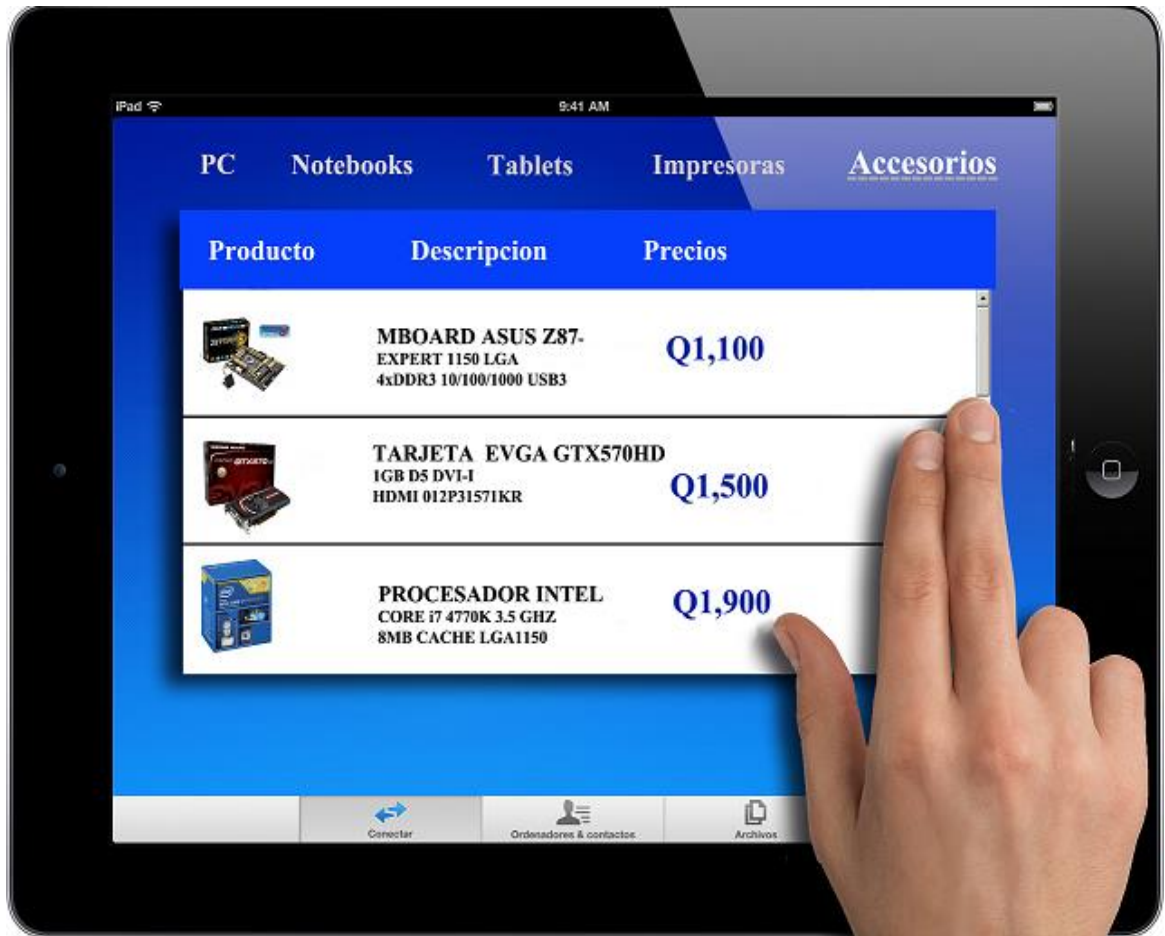 iPad
9:41 AM
PC Notebooks Tablets Impresoras Accesorios
Producto Descripcion Precios
MBOARD ASUS Z87-
EXPERT 1150 LGA
4xDDR3 10/100/1000 USB3
Q1,100
TARJETA EVGA GTX570HD
1GB D5 DVI-I
HDMI 012P31571KR
Q1,500
PROCESADOR INTEL
CORE i7 4770K 3.5 GHZ
8MB CACHE LGA1150
Q1,900
Conectar
Ordenadores & contactos
Archivos